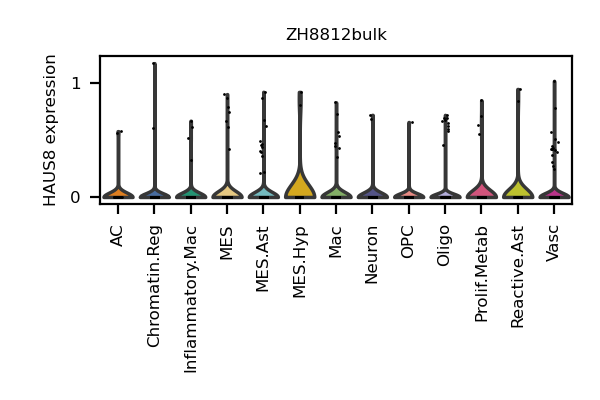 ZH8812bulk
HAUS8 expression
1
0
AC
Chromatin.Reg
Inflammatory.Mac
MES
MES.Ast
MES.Hyp
Mac
Neuron
OPC
Oligo
Prolif.Metab
Reactive.Ast
Vasc